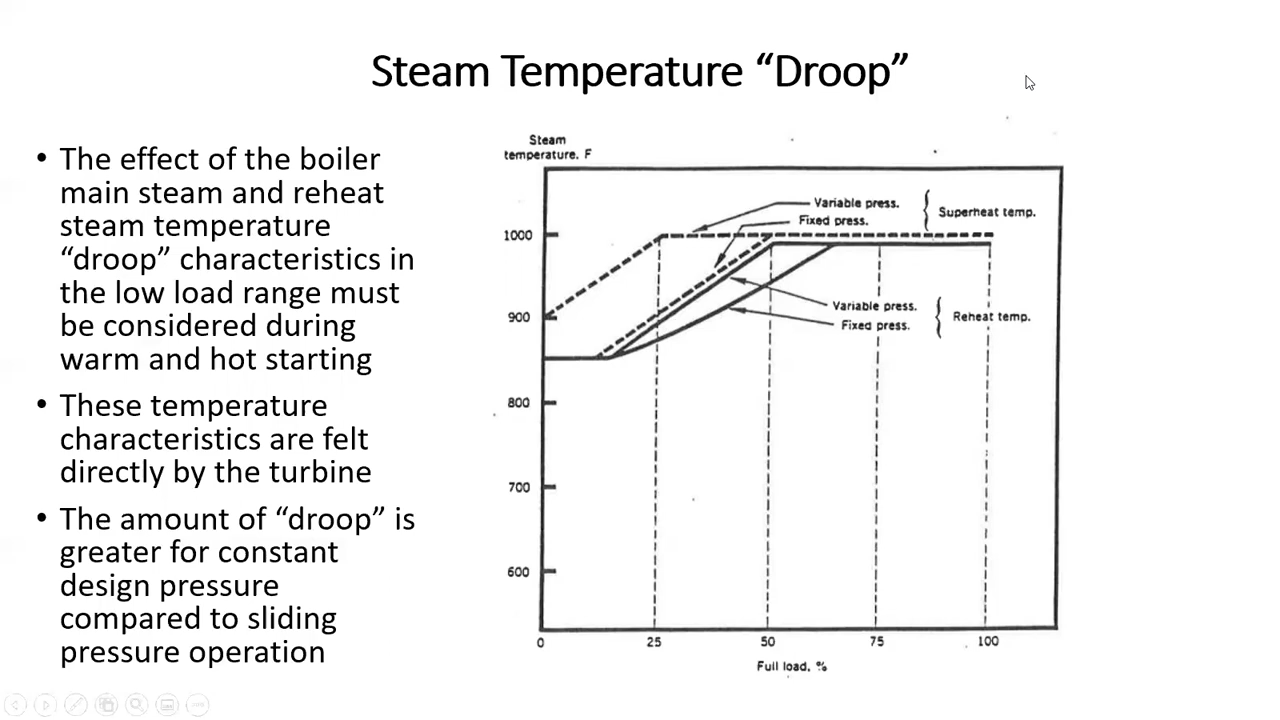 Steam Temperature “Droop”
• The effect of the boiler
main steam and reheat
steam temperature
“droop” characteristics in
the low load range must
be considered during
warm and hot starting
• These temperature
characteristics are felt
directly by the turbine
• The amount of “droop” is
greater for constant
design pressure
compared to sliding
pressure operation
Steam
temperature, F
Variable press.
Fixed press.
Superheat temp.
1000
900
800
700
600
Variable press.
Fixed press.
Reheat temp.
0 25 50 75 100
Full load, %